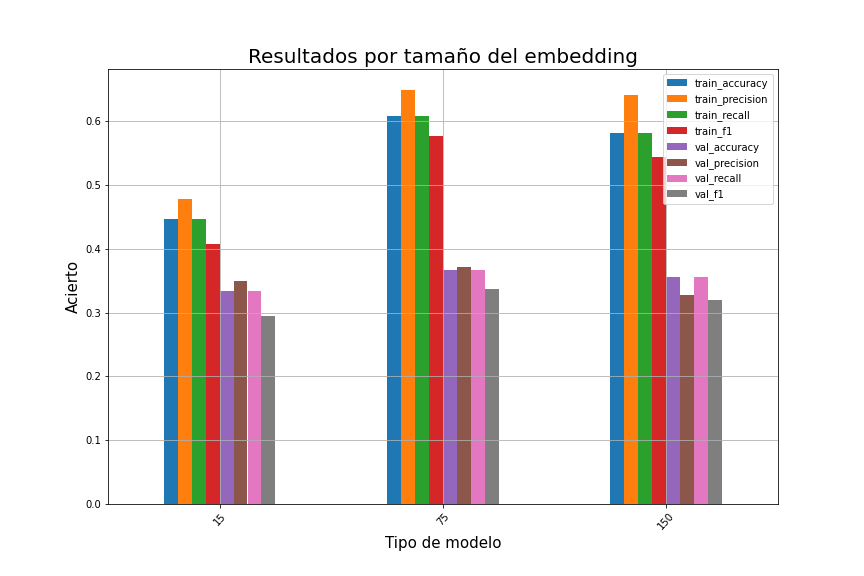 Resultados por tamaño del embedding
train_accuracy
train_precision
train_recall
train_f1
val_accuracy
val_precision
val_recall
val_f1
0.6
0.5
0.4
0.3
0.2
0.1
0.0
Acierto
15
75
150
Tipo de modelo